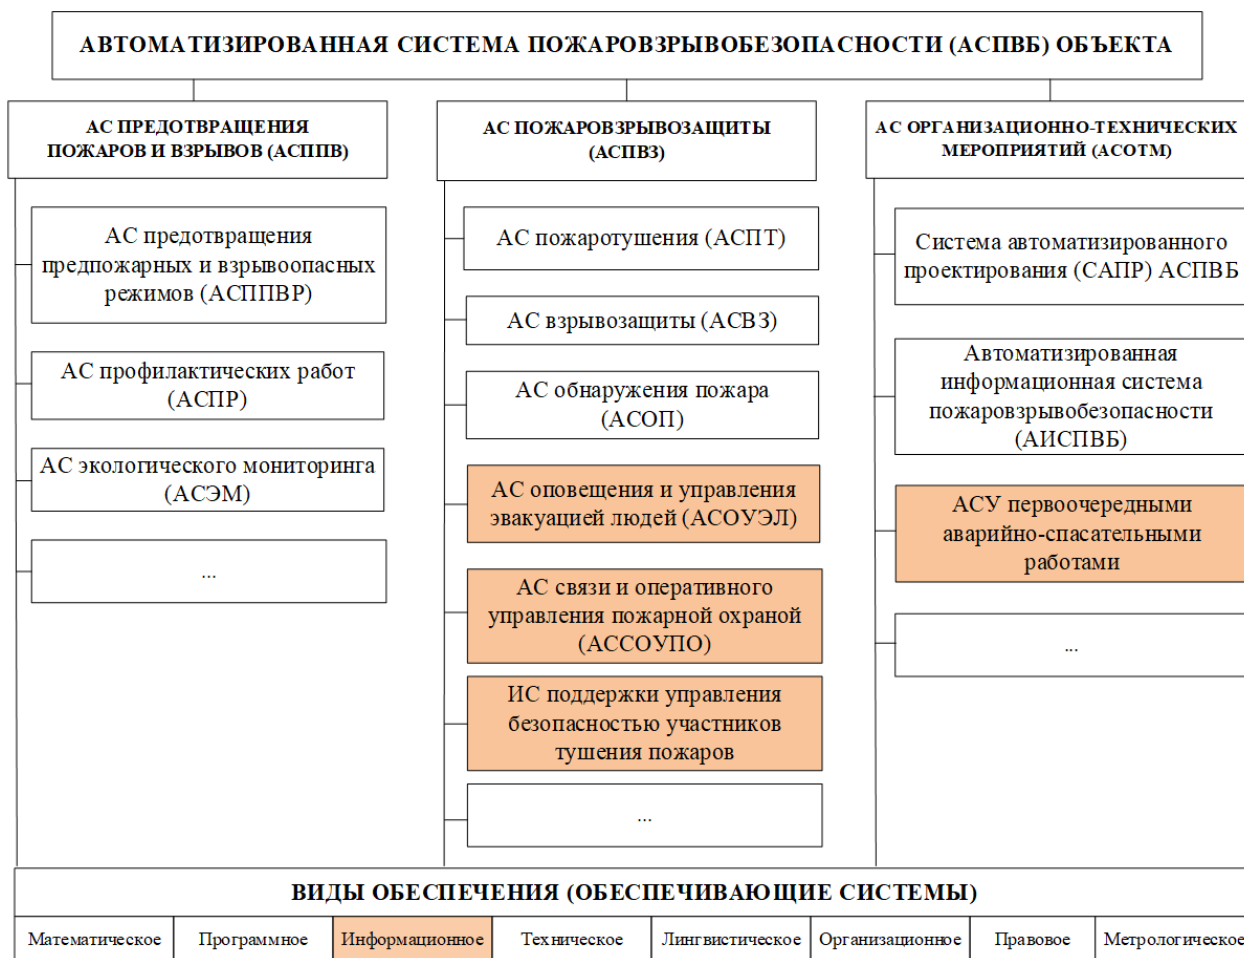 АВТОМАТИЗИРОВАННАЯ СИСТЕМА ПОЖАРОВЗРЫВОБЕЗОПАСНОСТИ (АСПВБ) ОБЪЕКТА
АС ПРЕДОТВРАЩЕНИЯ
ПОЖАРОВ И ВЗРЫВОВ (АСППВ)
АС предотвращения
предпожарных и взрывоопасных
режимов (АСППВР)
АС профилактических работ
(АСПР)
АС экологического мониторинга
(АСЭМ)
...
АС ПОЖАРОВЗРЫВОЗАЩИТЫ
(АСПВЗ)
АС пожаротушения (АСПТ)
АС взрывозащиты (АСВЗ)
АС обнаружения пожара
(АСОП)
АС оповещения и управления
эвакуацией людей (АСОУЭЛ)
АС связи и оперативного
управления пожарной охраной
(АССОУПО)
ИС поддержки управления
безопасностью участников
тушения пожаров
...
АС ОРГАНИЗАЦИОННО-ТЕХНИЧЕСКИХ
МЕРОПРИЯТИЙ (АСОТМ)
Система автоматизированного
проектирования (САПР) АСПВБ
Автоматизированная
информационная система
пожаровзрывобезопасности
(АИСПВБ)
АСУ первоочередными
аварийно-спасательными
работами
...
ВИДЫ ОБЕСПЕЧЕНИЯ (ОБЕСПЕЧИВАЮЩИЕ СИСТЕМЫ)
Математическое
Программное
Информационное
Техническое
Лингвистическое
Организационное
Правовое
Метрологическое